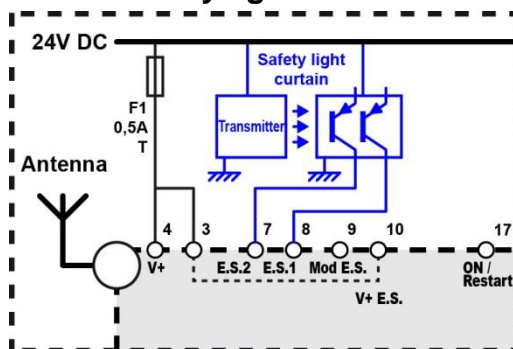 24V DC
Safety light
curtain
F1
0,5A
T
Transmitter
Antenna
4
3
7
8
9
10
17
V+
E.S.2
E.S.1
Mod E.S.
ON /
Restart
V+ E.S.